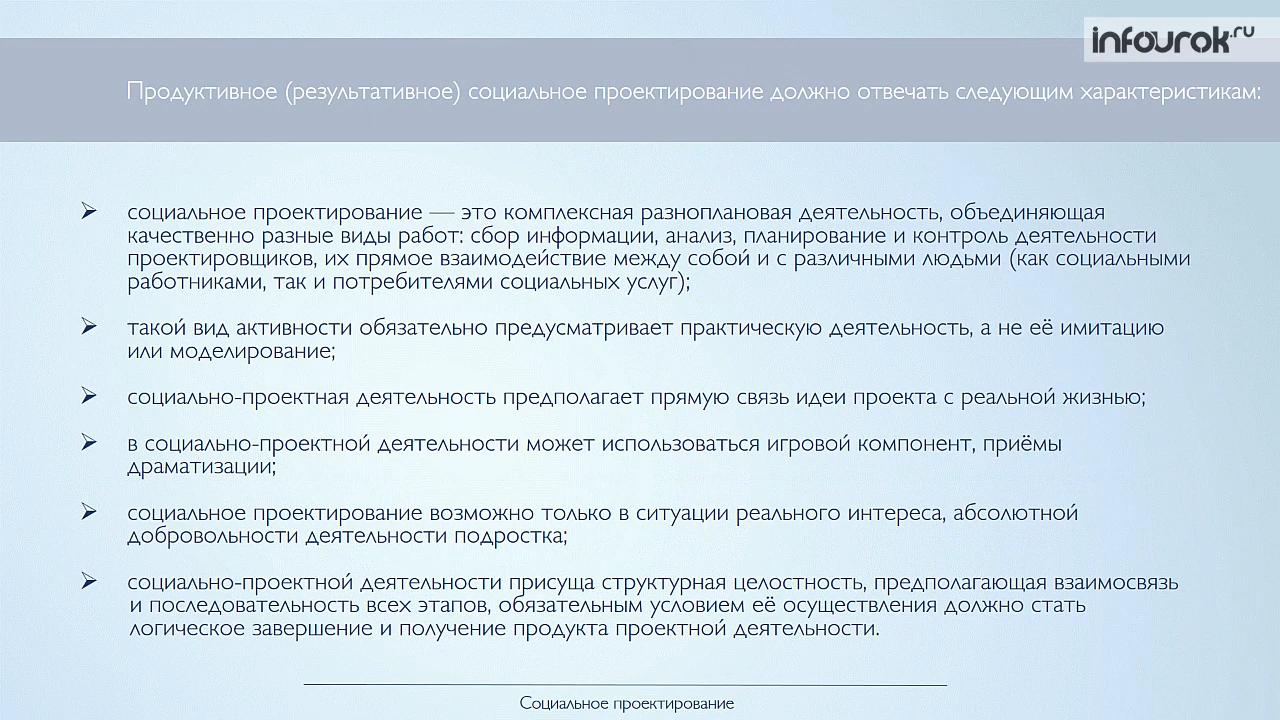 infourok.ru
Продуктивное (результативное) социальное проектирование должно отвечать следующим характеристикам:
социальное проектирование — это комплексная разноплановая деятельность, объединяющая
качественно разные виды работ: сбор информации, анализ, планирование и контроль деятельности
проектировщиков, их прямое взаимодействие между собой и с различными людьми (как социальными
работниками, так и потребителями социальных услуг);
такой вид активности обязательно предусматривает практическую деятельность, а не её имитацию
или моделирование;
социально-проектная деятельность предполагает прямую связь идеи проекта с реальной жизнью;
в социально-проектной деятельности может использоваться игровой компонент, приёмы
драматизации;
социальное проектирование возможно только в ситуации реального интереса, абсолютной
добровольности деятельности подростка;
социально-проектной деятельности присуща структурная целостность, предполагающая взаимосвязь
и последовательность всех этапов, обязательным условием её осуществления должно стать
логическое завершение и получение продукта проектной деятельности.
Социальное проектирование